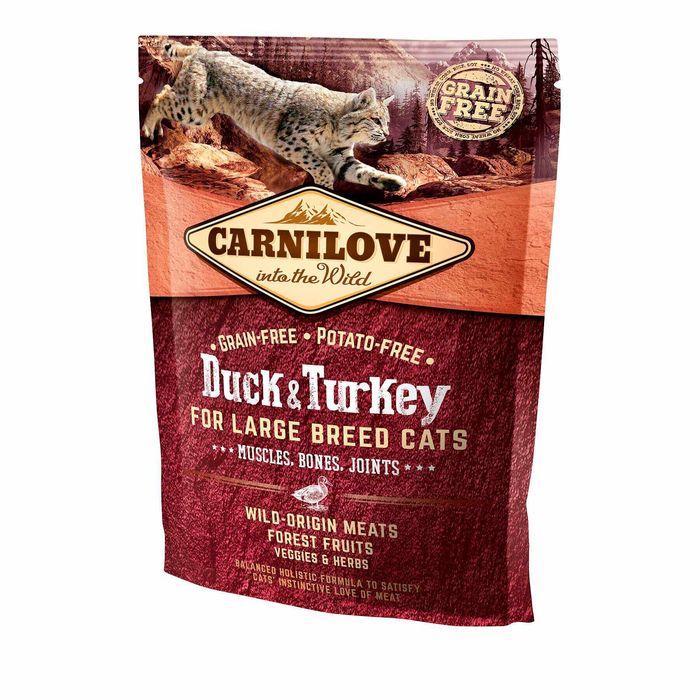 GRAIN
FREE
CARNILOVE
into the Wild
•GRAIN-FREE • POTATO-FREE•
Duck & Turkey
FOR LARGE BREED CATS
MUSCLES, BONES, JOINTS
WILD-ORIGIN MEATS
FOREST FRUITS
VEGGIES & HERBS
BALANCED HOLISTIC FORMULA TO SATISFY
CATS' INSTINCTIVE LOVE OF MEAT